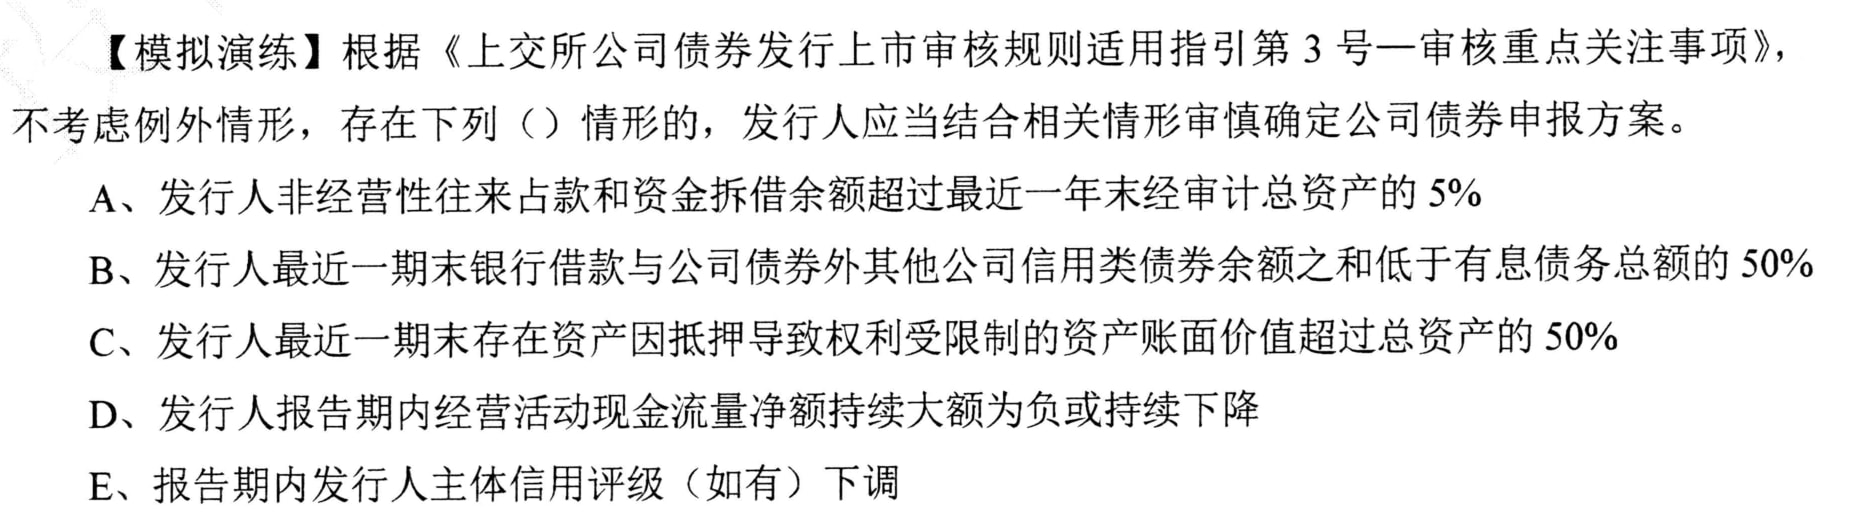 【模拟演练】根据《上交所公司债券发行上市审核规则适用指引第 3 号—审核重点关注事项》，
不考虑例外情形，存在下列（）情形的，发行人应当结合相关情形审慎确定公司债券申报方案。
A、发行人非经营性往来占款和资金拆借余额超过最近一年末经审计总资产的 5%
B、发行人最近一期末银行借款与公司债券外其他公司信用类债券余额之和低于有息债务总额的 50%
C、发行人最近一期末存在资产因抵押导致权利受限制的资产账面价值超过总资产的 50%
D、发行人报告期内经营活动现金流量净额持续大额为负或持续下降
E、报告期内发行人主体信用评级（如有）下调